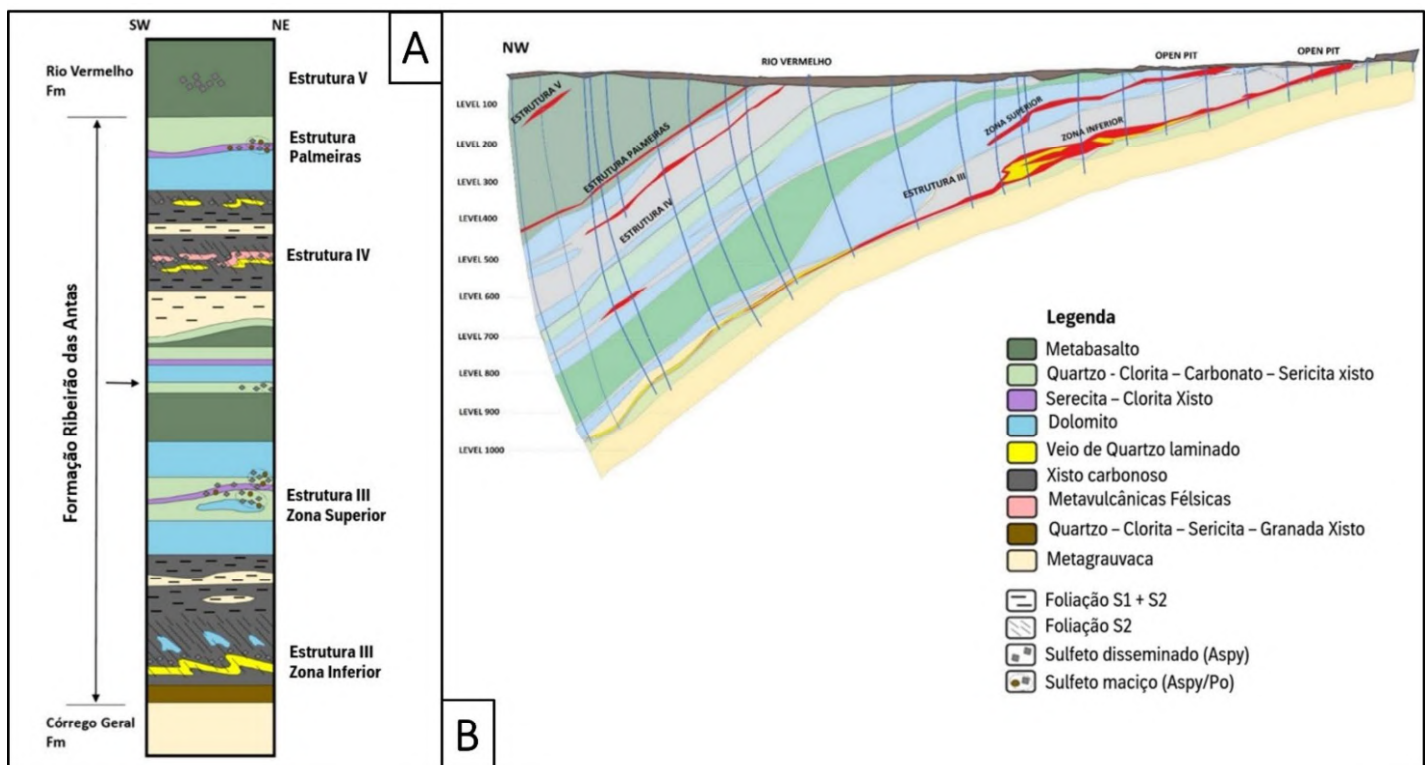 SW
NE
A
Rio Vermelho
Fm
Estrutura V
Estrutura
Palmeiras
Estrutura IV
Formação Ribeirão das Antas
Estrutura III
Zona Superior
Estrutura III
Zona Inferior
Córrego Geral
Fm
B
NW
RIO VERMELHO
OPEN PIT
OPEN PIT
LEVEL 100
LEVEL 200
LEVEL 300
LEVEL400
LEVEL 500
LEVEL 600
LEVEL 700
LEVEL 800
LEVEL 900
LEVEL 1000
ESTRUTURA V
ESTRUTURA PALMEIRAS
ESTRUTURA IV
ZONA SUPERIOR
ZONA INFERIOR
ESTRUTURA III
Legenda
Metabasalto
Quartzo - Clorita – Carbonato – Sericita xisto
Serecita – Clorita Xisto
Dolomito
Veio de Quartzo laminado
Xisto carbonoso
Metavulcânicas Félsicas
Quartzo – Clorita – Sericita – Granada Xisto
Metagrauvaca
Foliação S1 + S2
Foliação S2
Sulfeto disseminado (Aspy)
Sulfeto maciço (Aspy/Po)